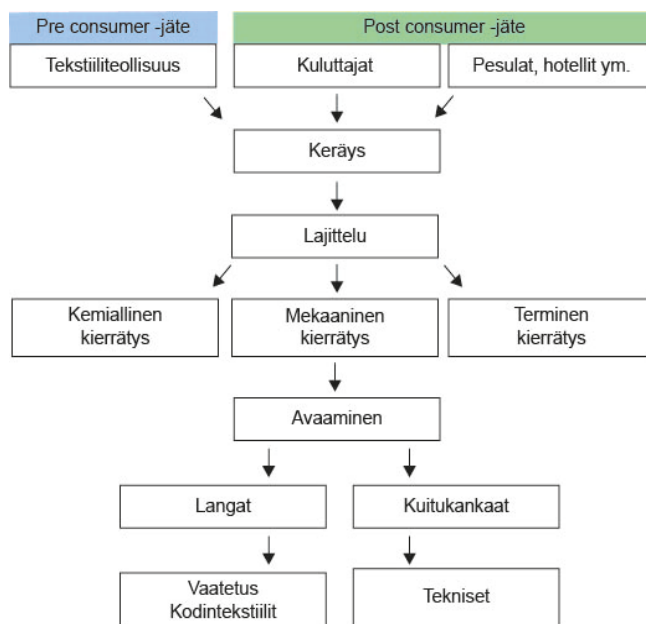 Pre consumer -jäte
Post consumer -jäte
Tekstiiliteollisuus
Kuluttajat
Pesulat, hotellit ym.
Keräys
Lajittelu
Kemiallinen
kierrätys
Mekaaninen
kierrätys
Terminen
kierrätys
Avaaminen
Langat
Kuitukankaat
Vaatetus
Kodintekstiilit
Tekniset